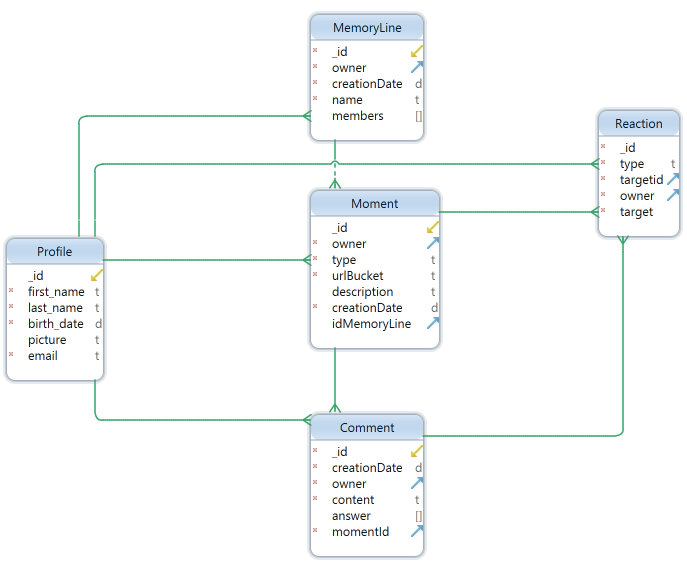 MemoryLine
_id
owner
creationDate d
name t
members []
Reaction
_id
type t
targetid
owner
target
Moment
_id
owner
type t
urlBucket t
description t
creationDate d
idMemoryLine
Profile
_id
first_name t
last_name t
birth_date d
picture t
email t
Comment
_id
creationDate d
owner
content t
answer []
momentId